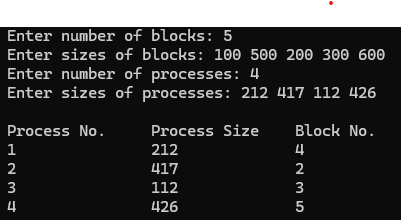 Enter number of blocks: 5
Enter sizes of blocks: 100 500 200 300 600
Enter number of processes: 4
Enter sizes of processes: 212 417 112 426
Process No. Process Size Block No.
1 212 4
2 417 2
3 112 3
4 426 5